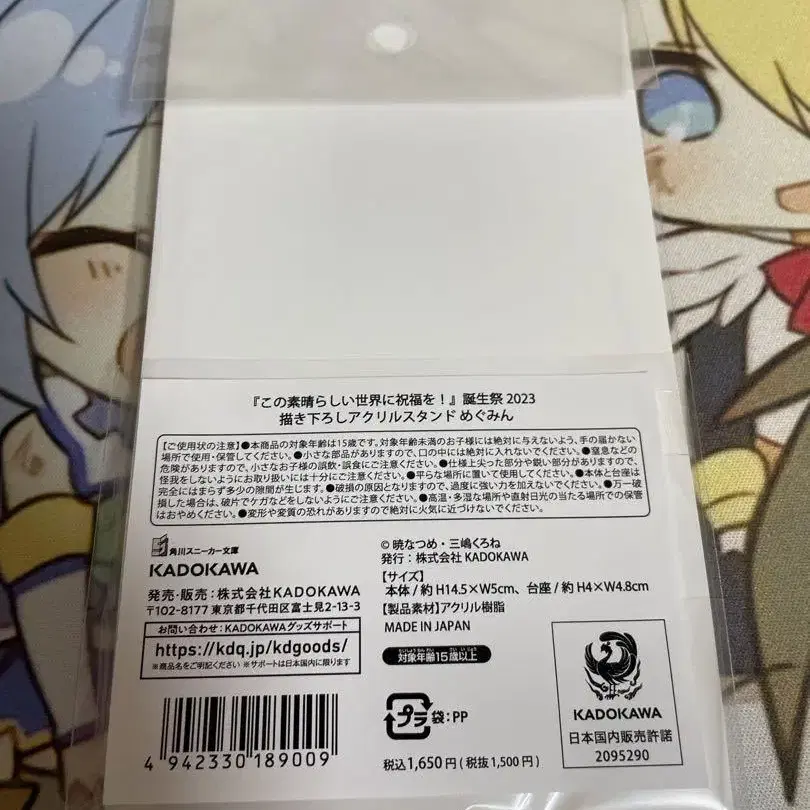 『この素晴らしい世界に祝福を！』誕生祭 2023
描き下ろしアクリルスタンド めぐみん
【ご使用状の注意】●本商品の対象年齢は15歳です。対象年齢未満のお子様には絶対に与えないよう、手の届かない
場所で使用・保管してください。●小さな部品がありますので、口の中には絶対に入れないでください。●窒息などの
危険がありますので、小さなお子様の誤飲・誤食にご注意ください。●仕様上尖った部分や鋭い部分がありますので、
怪我をしないようにお取り扱いには十分にご注意ください。●平らな場所に置いて使用してください。●本体と台座は
完全にはまらず多少の隙間が生じます。●破損の原因となりますので、過度に強い力を加えないでください。●万一破
損した場合は、破片でケガなどをしないようにご注意ください。●高温・多湿な場所や直射日光の当たる場所での保管
はおやめください。●変形や変質の恐れがありますので絶対に火気に近づけないでください。
角川スニーカー文庫
KADOKAWA
発売・販売：株式会社KADOKAWA
〒102-8177 東京都千代田区富士見2-13-3
お問い合わせ：KADOKAWAグッズサポート
https://kdq.jp/kdgoods/
※商品名をご明記ください ※サポートは日本国内に限ります
4 942330 189009
© 暁なつめ・三嶋くろね
発行：株式会社 KADOKAWA
【サイズ】
本体 / 約 H14.5×W5cm、台座 / 約 H4×W4.8cm
【製品素材】アクリル樹脂
MADE IN JAPAN
対象年齢15歳以上
プラ 袋：PP
税込1,650円（税抜1,500円）
KADOKAWA
日本国内販売許諾
2095290